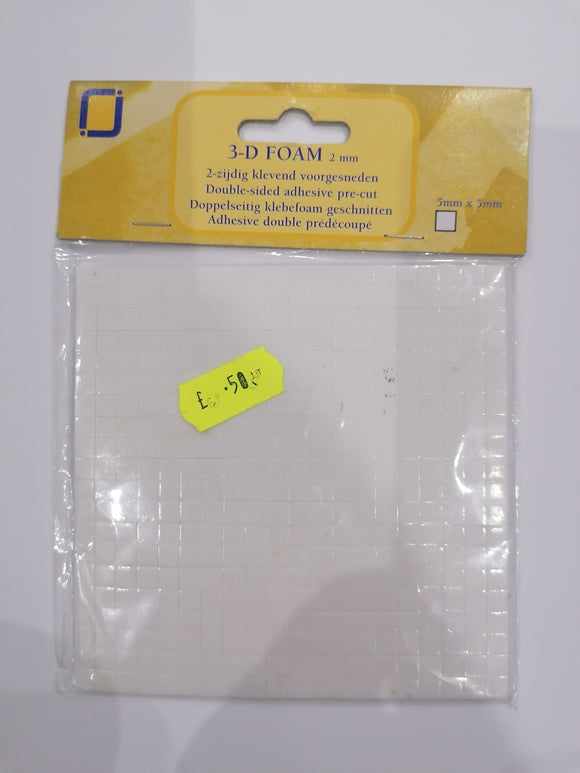 3-D FOAM 2 mm
2-zijdig klevend voorgesneden
Double-sided adhesive pre-cut
Doppelseitig klebefoam geschnitten
Adhesive double prédécoupé
5mm x 5mm
£ .50